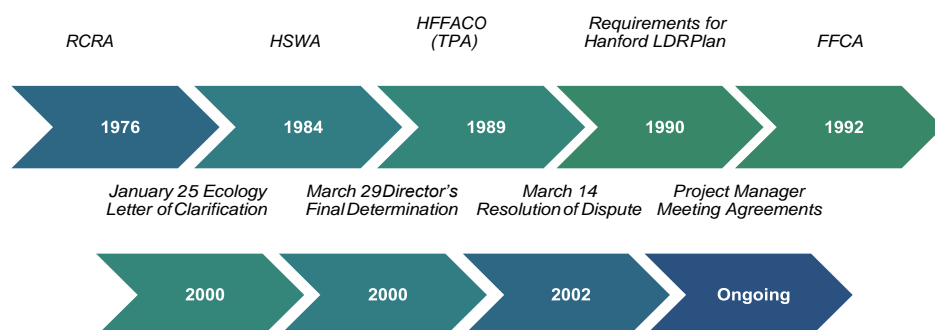 RCRA
HSWA
HFFACO
(TPA)
Requirements for
Hanford LDR Plan
FFCA
1976
1984
1989
1990
1992
January 25 Ecology
Letter of Clarification
March 29 Director's
Final Determination
March 14
Resolution of Dispute
Project Manager
Meeting Agreements
2000
2000
2002
Ongoing